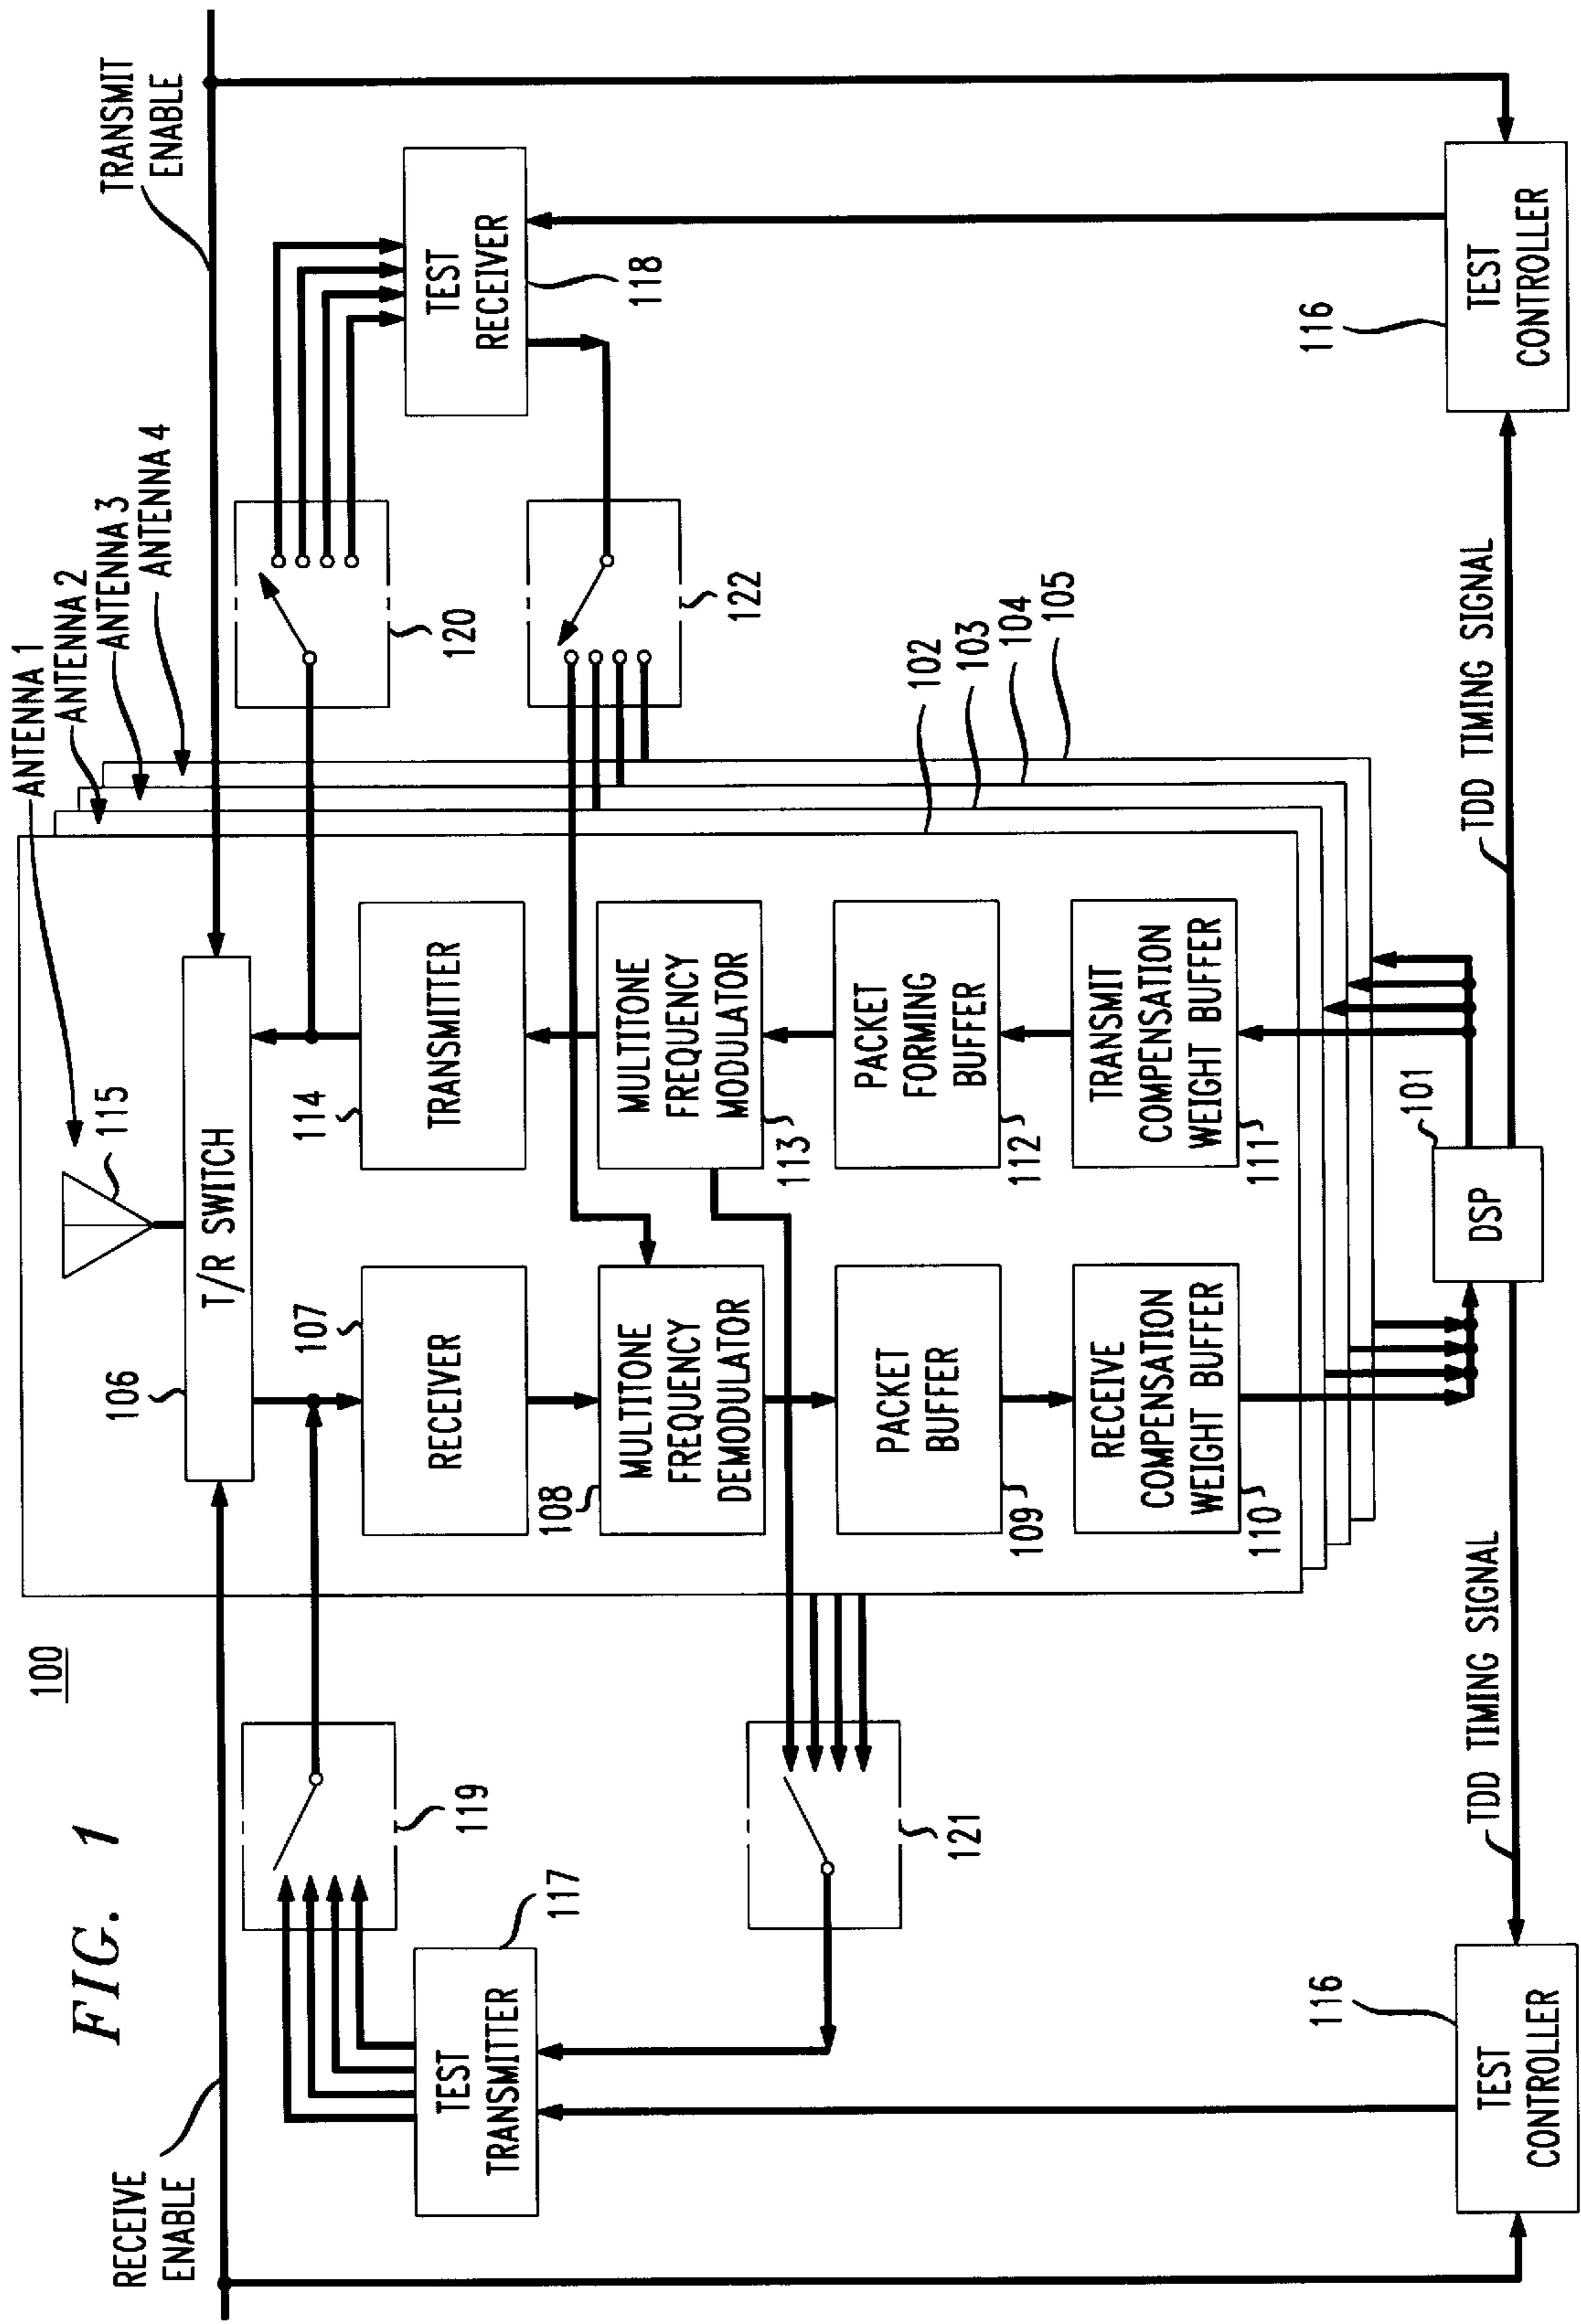 FIG. 1
100
RECEIVE
ENABLE
TRANSMIT
ENABLE
ANTENNA 1
ANTENNA 2
ANTENNA 3
ANTENNA 4
115
106
T/R SWITCH
107
RECEIVER
114
TRANSMITTER
119
120
117
TEST
TRANSMITTER
TEST
RECEIVER
118
108
MULTITONE
FREQUENCY
DEMODULATOR
MULTITONE
FREQUENCY
MODULATOR
113
122
121
109
PACKET
BUFFER
PACKET
FORMING
BUFFER
112
110
RECEIVE
COMPENSATION
WEIGHT BUFFER
TRANSMIT
COMPENSATION
WEIGHT BUFFER
111
102
103
104
105
101
DSP
TDD TIMING SIGNAL
TDD TIMING SIGNAL
116
TEST
CONTROLLER
116
TEST
CONTROLLER